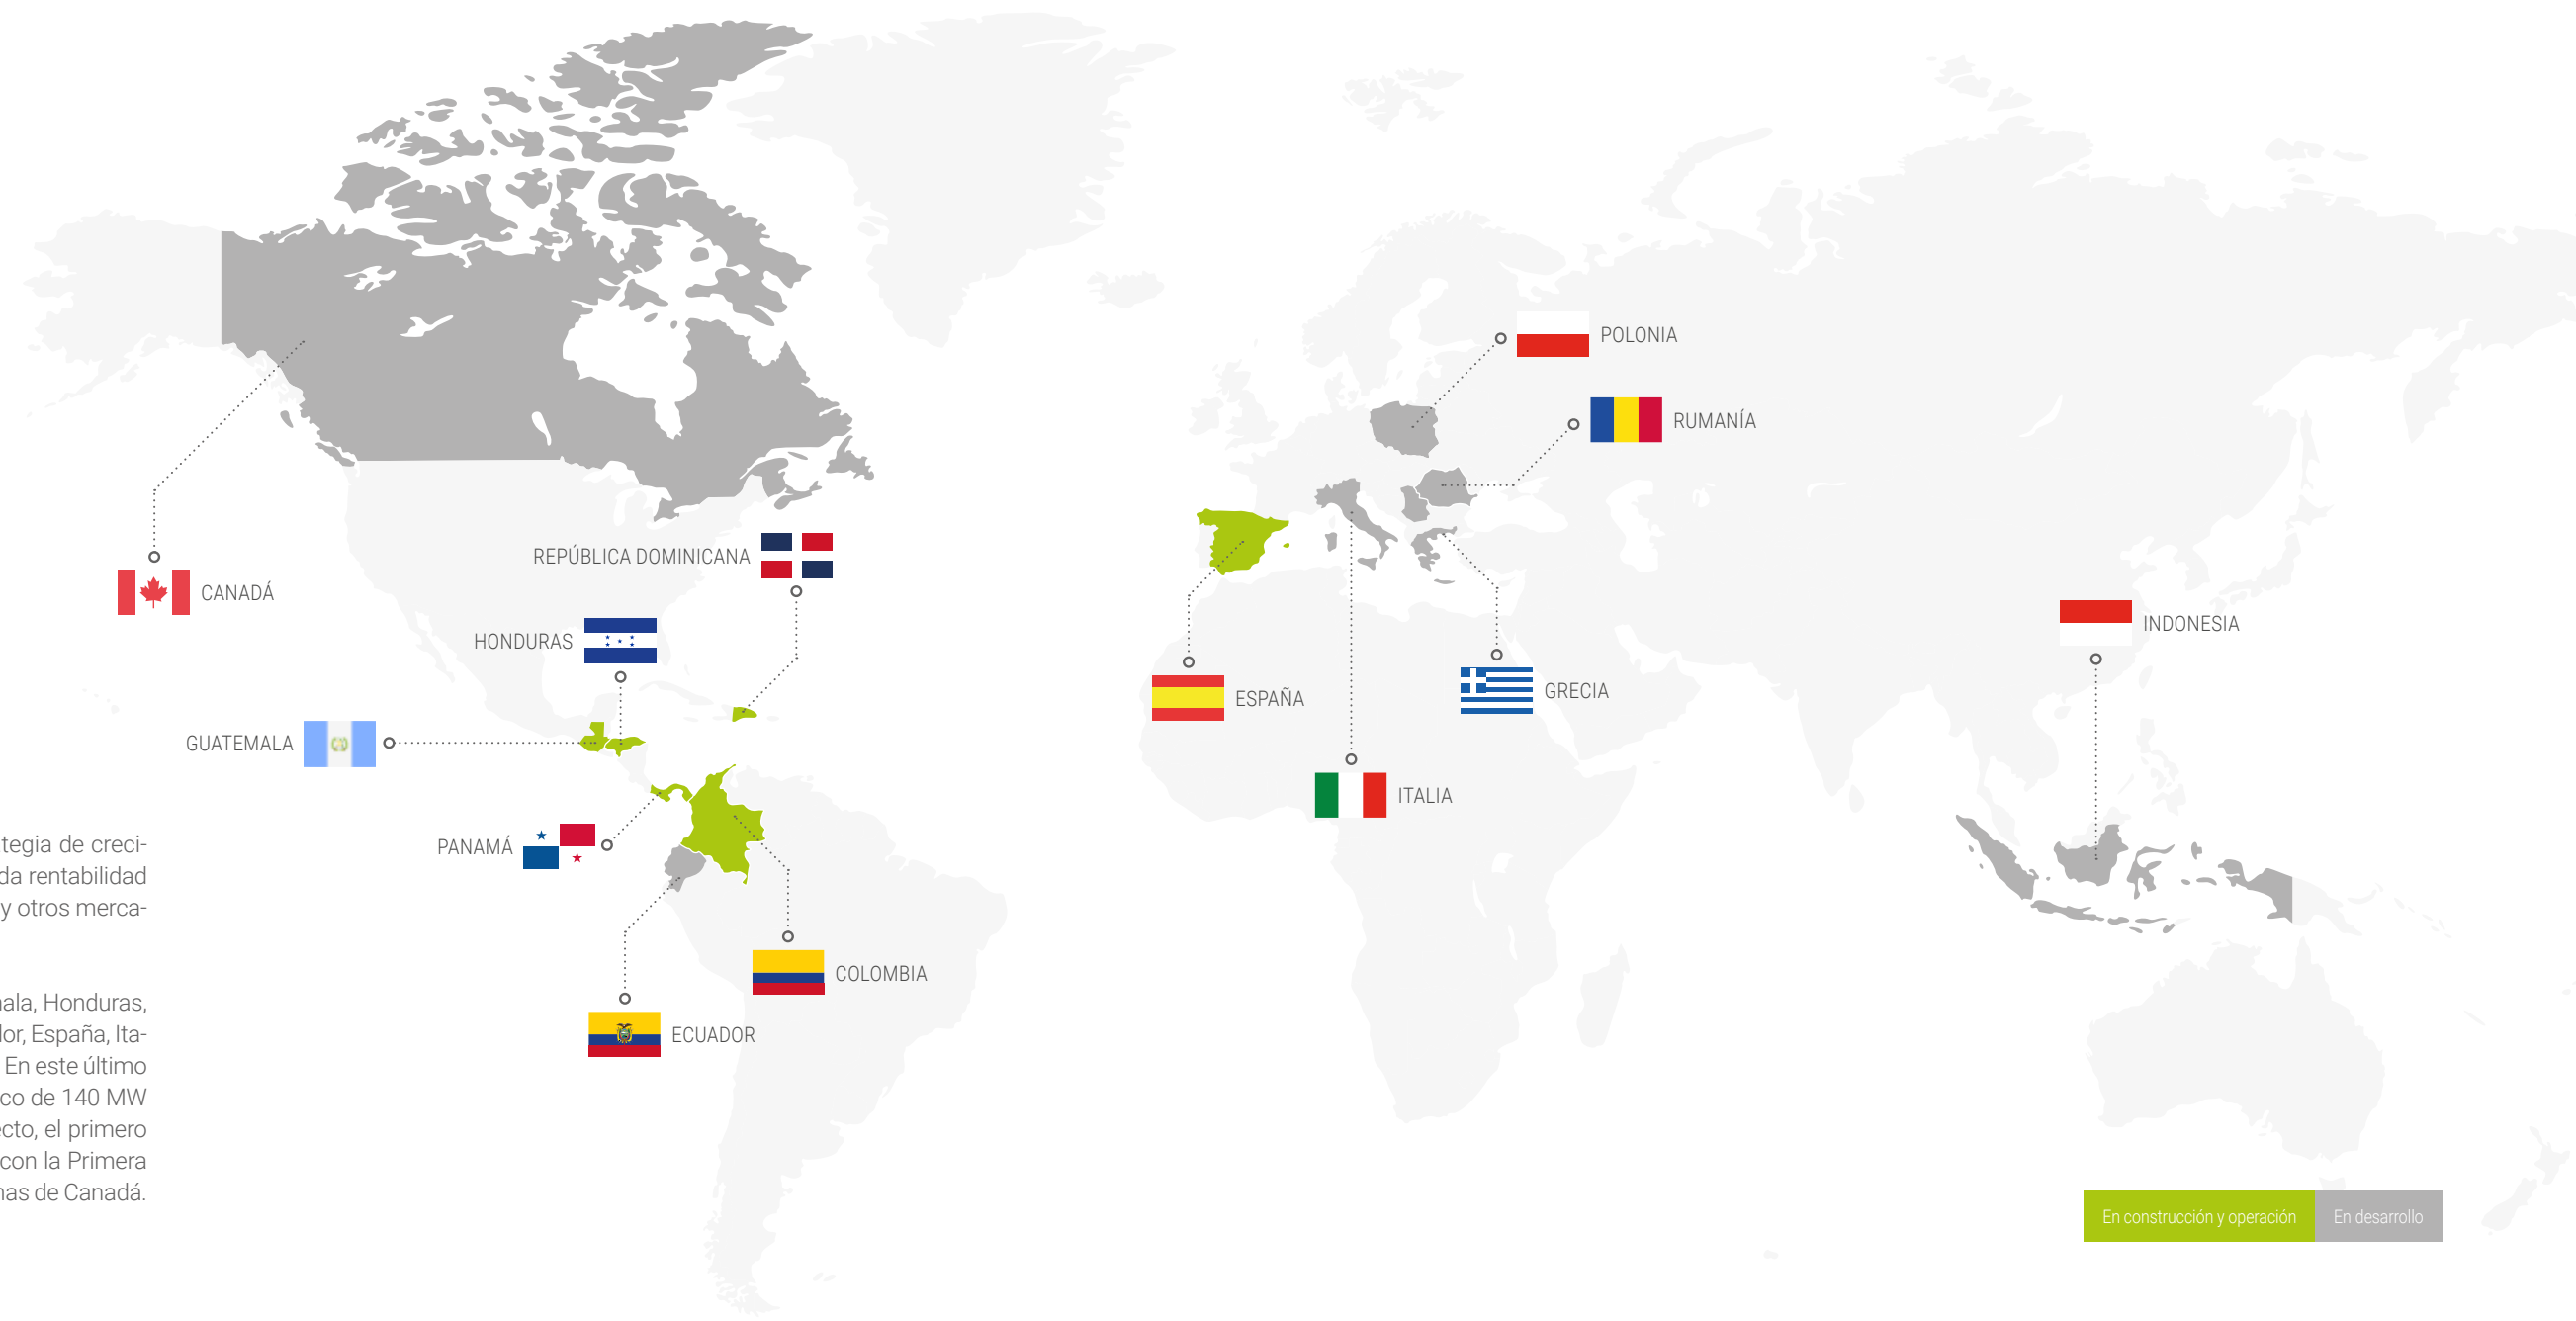 POLONIA
RUMANÍA
REPÚBLICA DOMINICANA
CANADÁ
INDONESIA
HONDURAS
GRECIA
ESPAÑA
GUATEMALA
ITALIA
PANAMÁ
COLOMBIA
ECUADOR
tegia de creci-
da rentabilidad
y otros merca-
ala, Honduras,
or, España, Ita-
En este último
co de 140 MW
cto, el primero
con la Primera
nas de Canadá.
En construcción y operación
En desarrollo